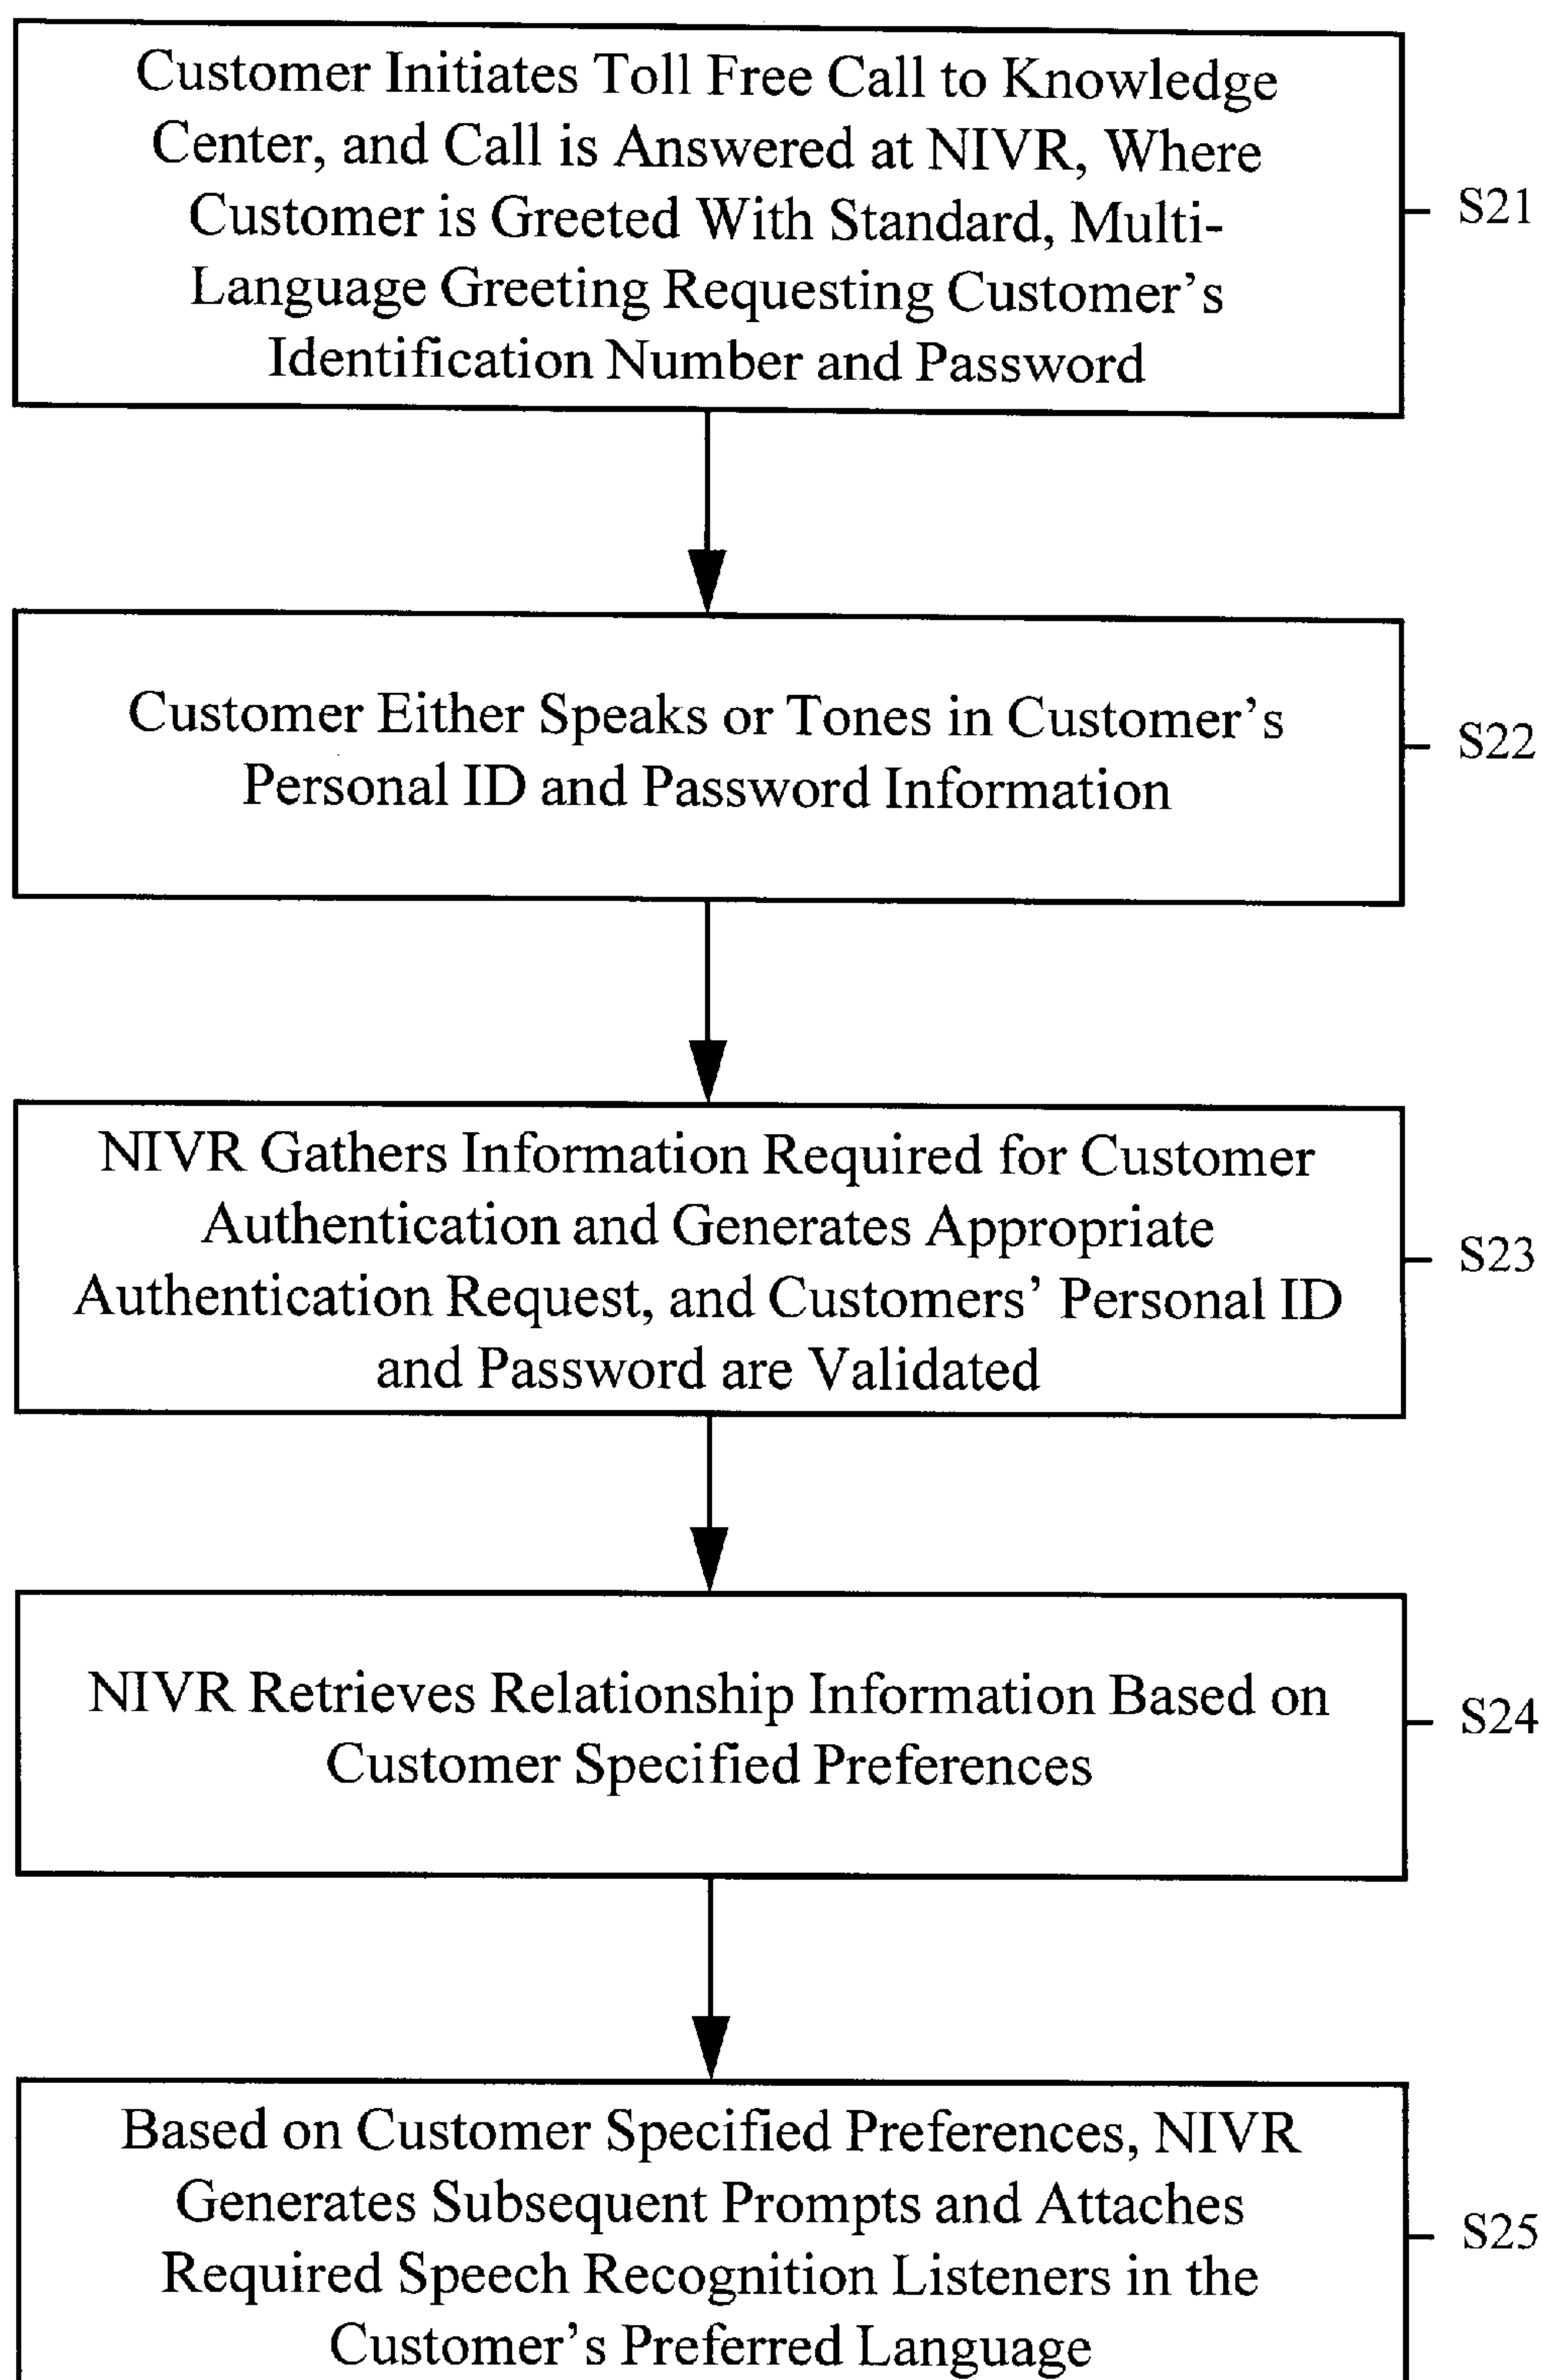 Customer Initiates Toll Free Call to Knowledge
Center, and Call is Answered at NIVR, Where
Customer is Greeted With Standard, Multi-
Language Greeting Requesting Customer's
Identification Number and Password
S21
Customer Either Speaks or Tones in Customer's
Personal ID and Password Information
S22
NIVR Gathers Information Required for Customer
Authentication and Generates Appropriate
Authentication Request, and Customers' Personal ID
and Password are Validated
S23
NIVR Retrieves Relationship Information Based on
Customer Specified Preferences
S24
Based on Customer Specified Preferences, NIVR
Generates Subsequent Prompts and Attaches
Required Speech Recognition Listeners in the
Customer's Preferred Language
S25